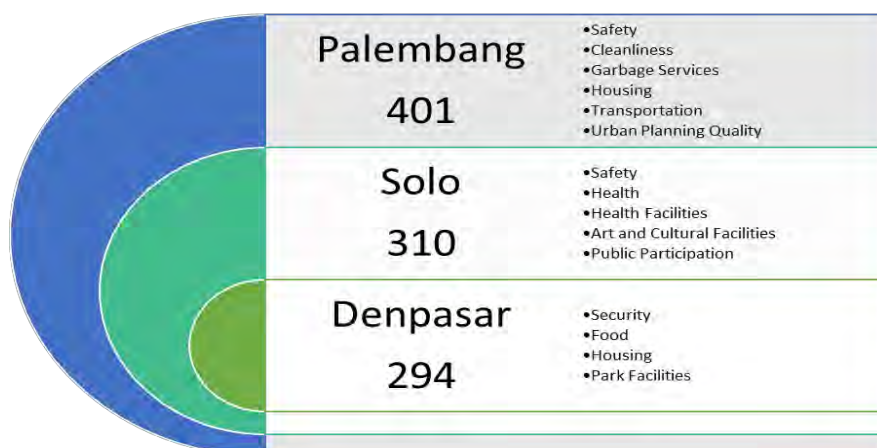 Palembang
401
•Safety
•Cleanliness
•Garbage Services
•Housing
•Transportation
•Urban Planning Quality
Solo
310
•Safety
•Health
•Health Facilities
•Art and Cultural Facilities
•Public Participation
Denpasar
294
•Security
•Food
•Housing
•Park Facilities